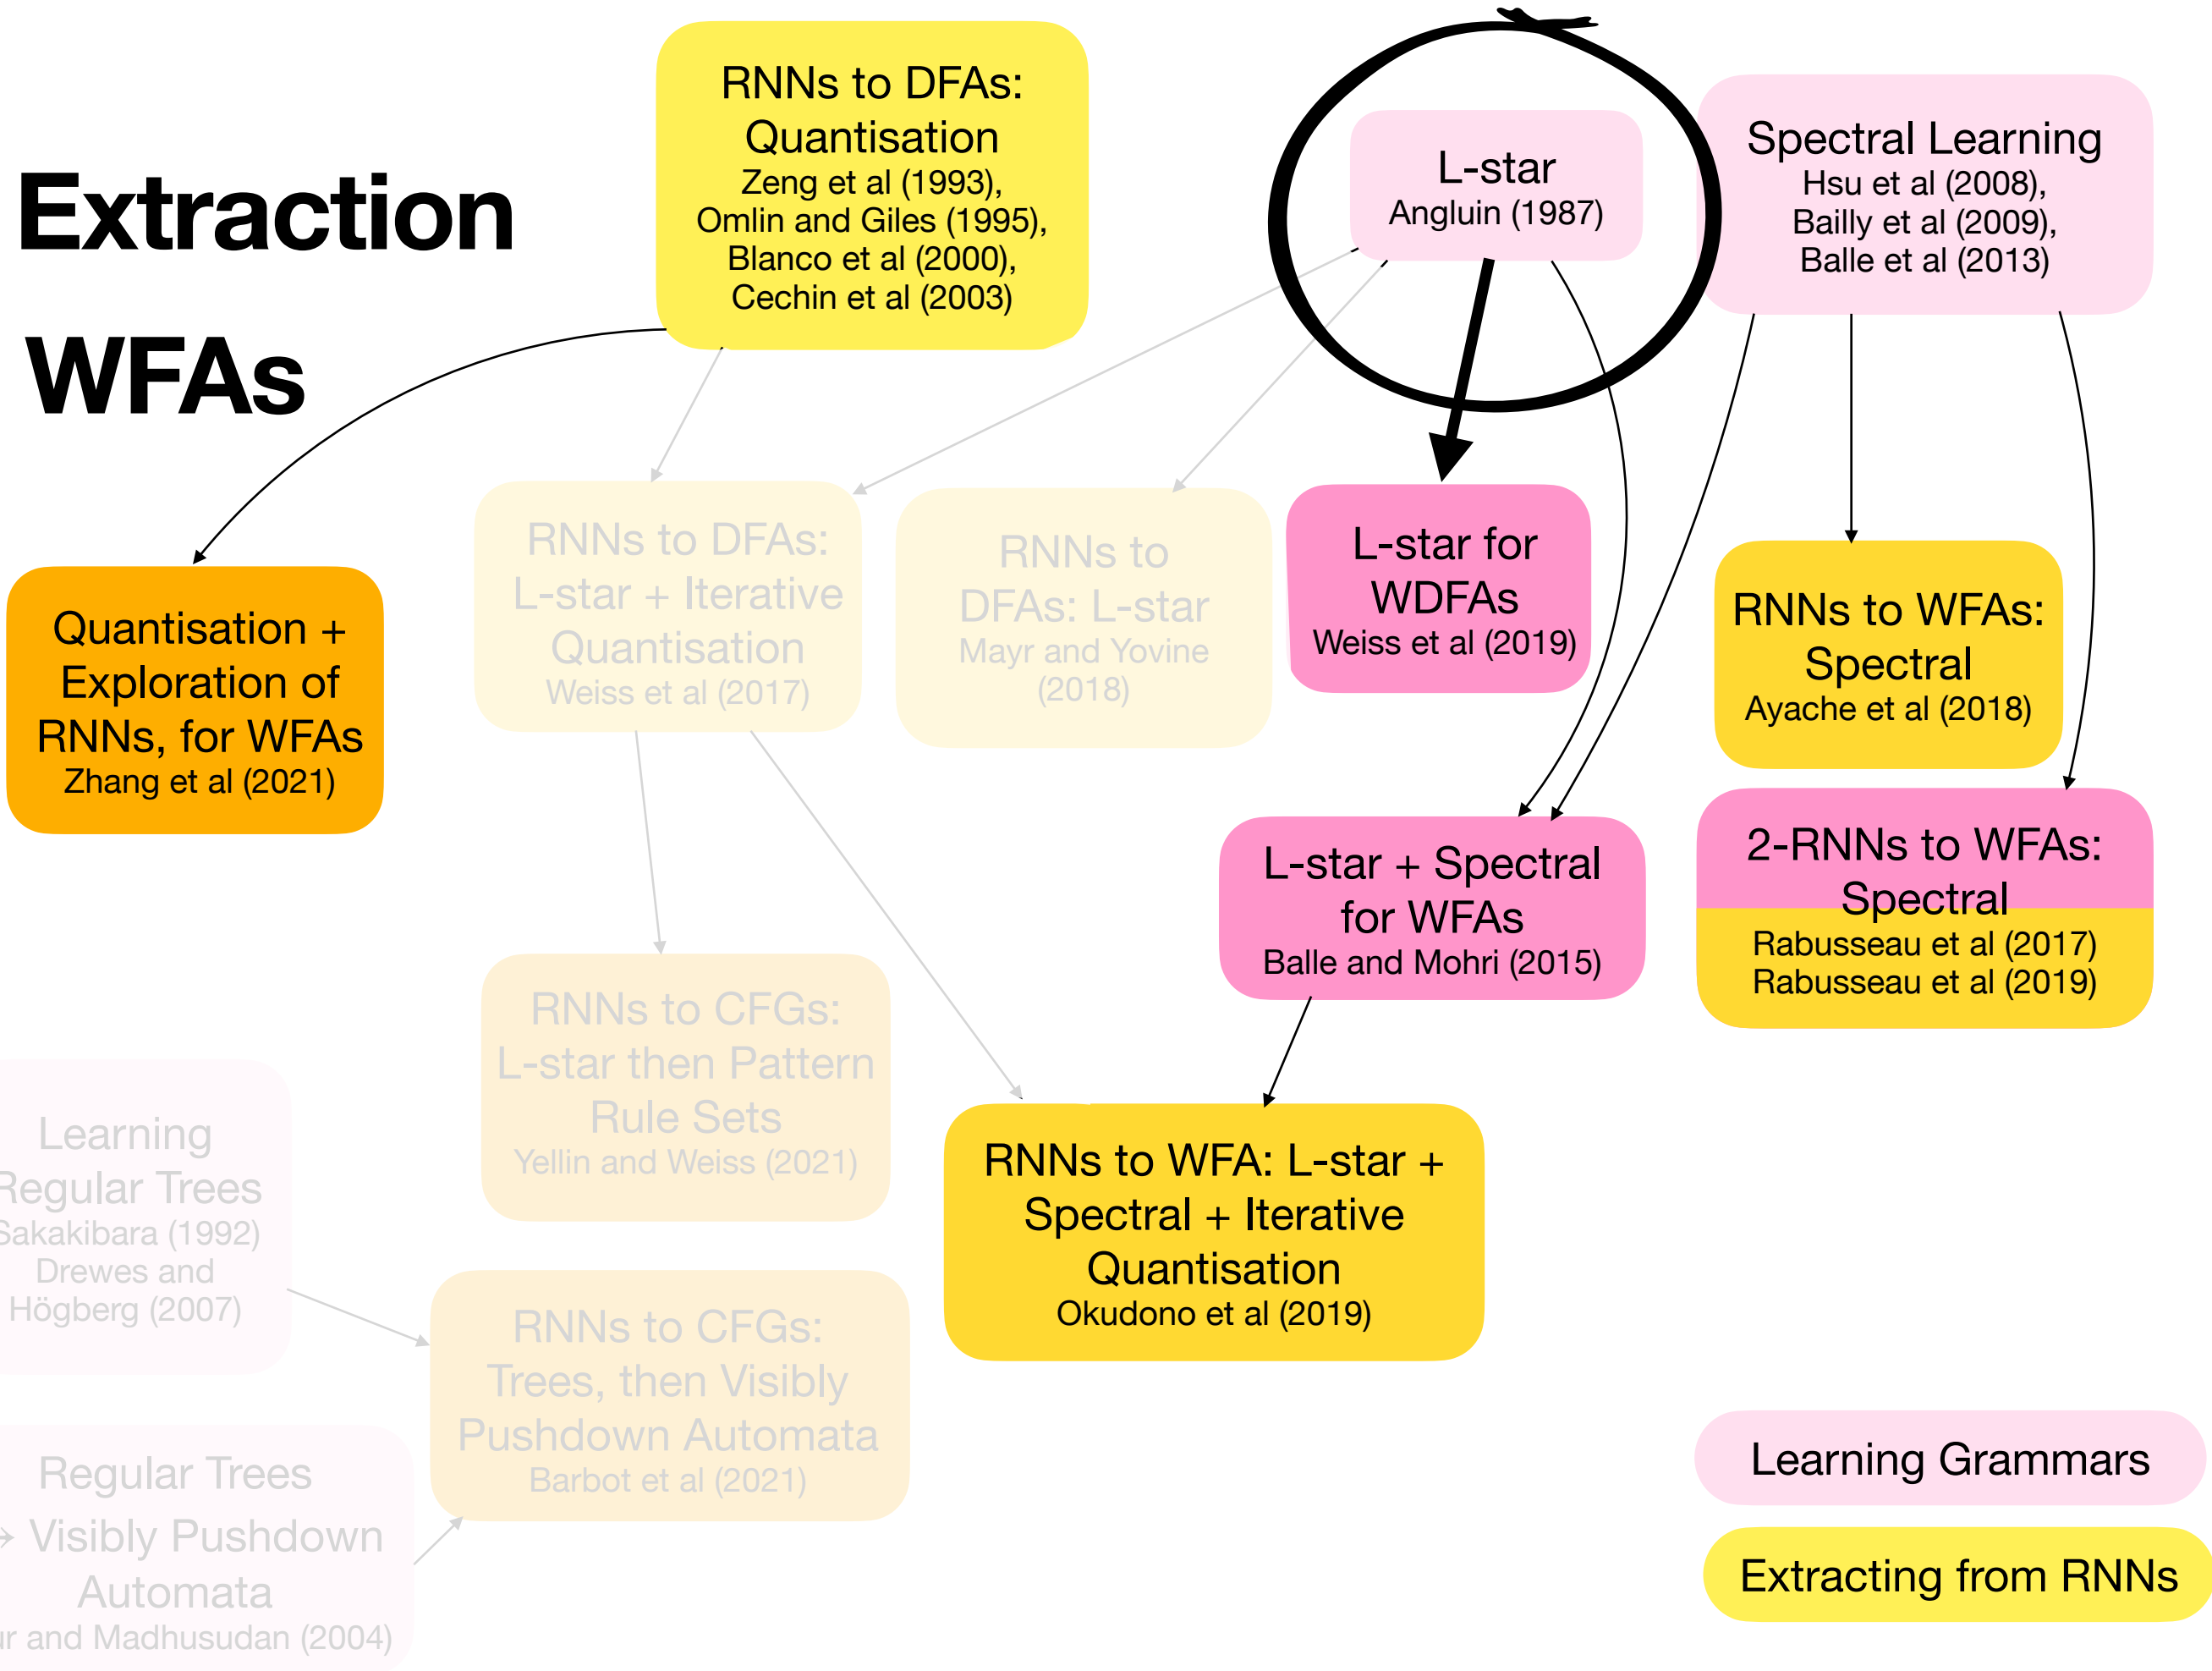 Extraction
WFAs
RNNs to DFAs:
Quantisation
Zeng et al (1993),
Omlin and Giles (1995),
Blanco et al (2000),
Cechin et al (2003)
L-star
Angluin (1987)
Spectral Learning
Hsu et al (2008),
Bailly et al (2009),
Balle et al (2013)
Quantisation +
Exploration of
RNNs, for WFAs
Zhang et al (2021)
RNNs to DFAs:
L-star + Iterative
Quantisation
Weiss et al (2017)
RNNs to
DFAs: L-star
Mayr and Yovine
(2018)
L-star for
WDFAs
Weiss et al (2019)
RNNs to WFAs:
Spectral
Ayache et al (2018)
L-star + Spectral
for WFAs
Balle and Mohri (2015)
2-RNNs to WFAs:
Spectral
Rabusseau et al (2017)
Rabusseau et al (2019)
RNNs to CFGs:
L-star then Pattern
Rule Sets
Yellin and Weiss (2021)
RNNs to WFA: L-star +
Spectral + Iterative
Quantisation
Okudono et al (2019)
Learning
Regular Trees
Sakakibara (1992)
Drewes and
Högberg (2007)
RNNs to CFGs:
Trees, then Visibly
Pushdown Automata
Barbot et al (2021)
Regular Trees
→ Visibly Pushdown
Automata
and Madhusudan (2004)
Learning Grammars
Extracting from RNNs